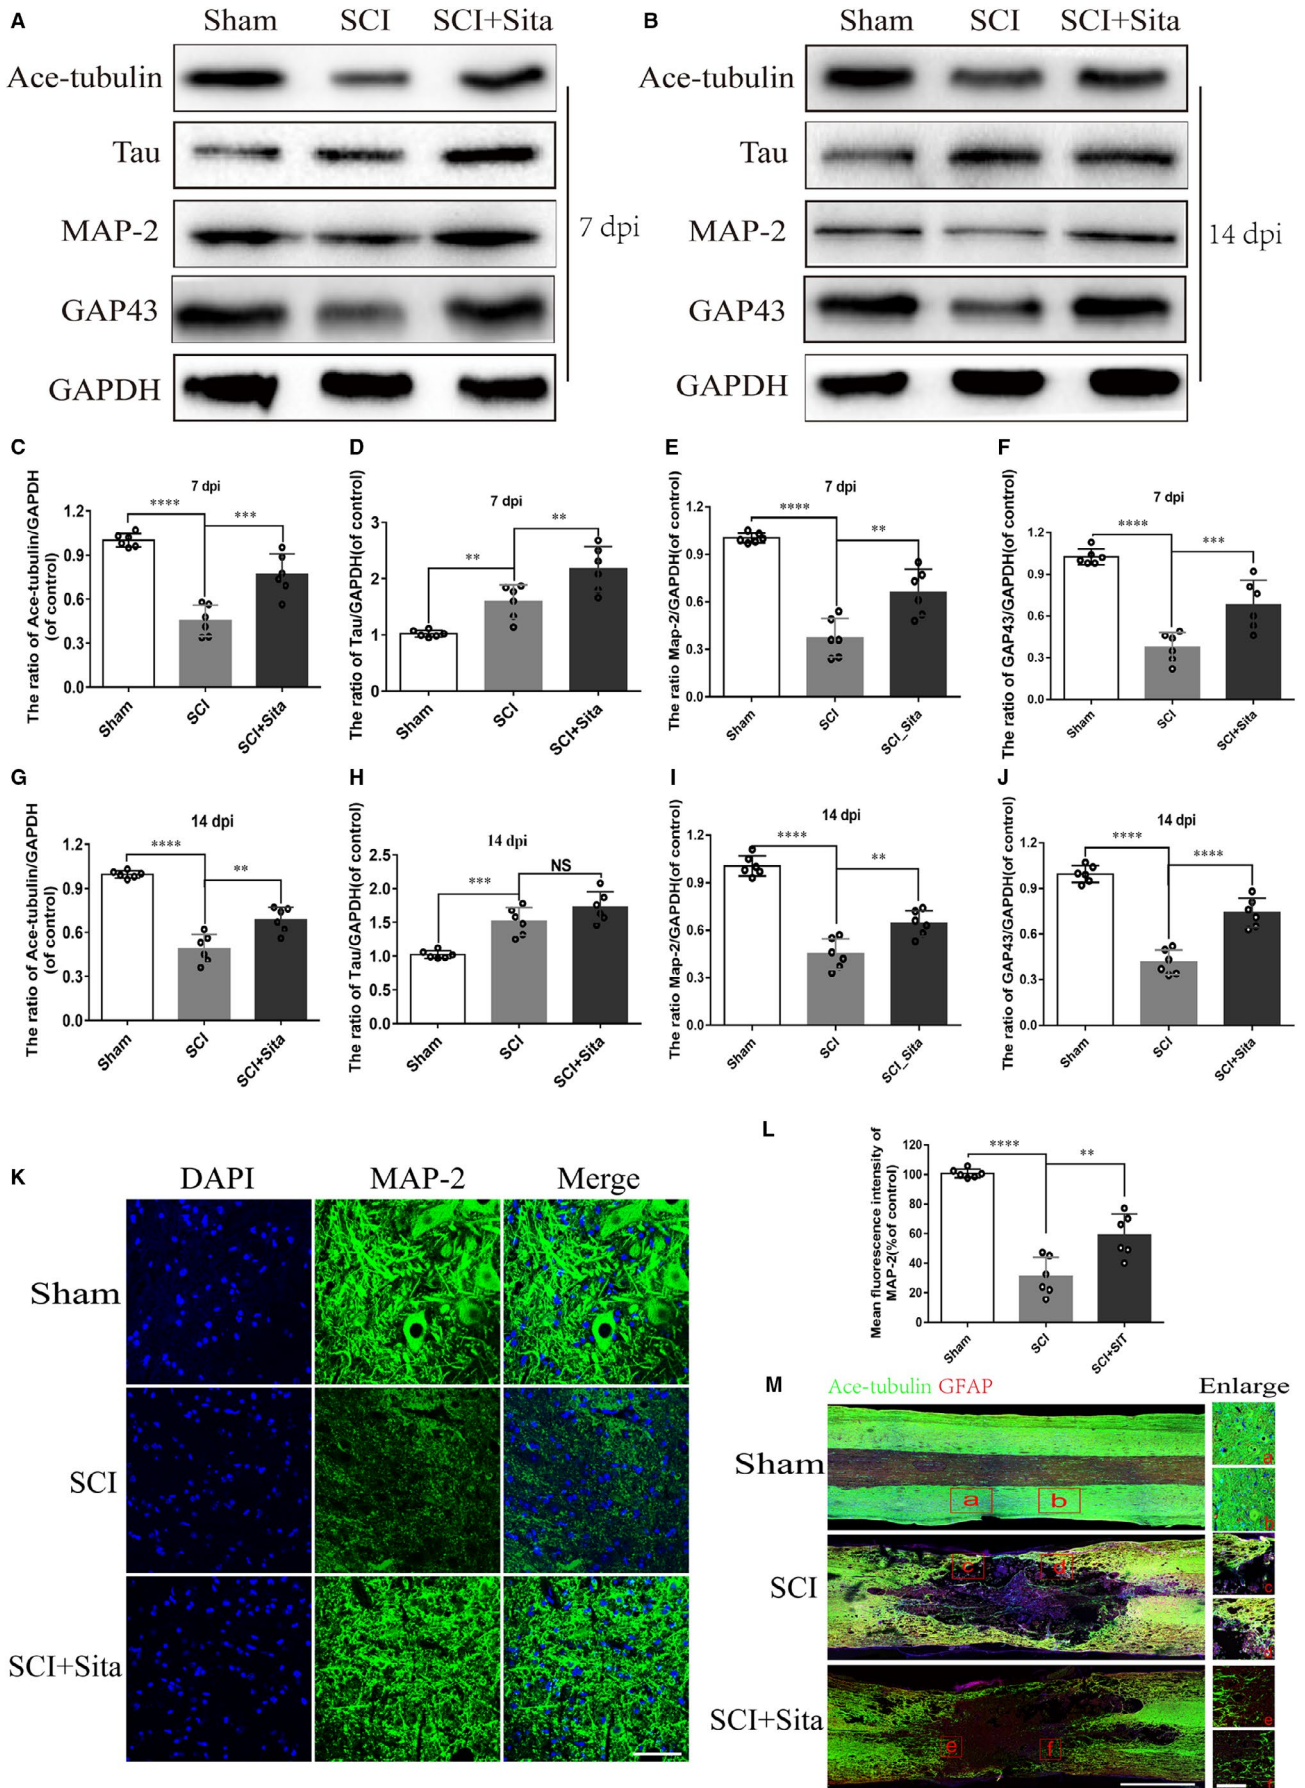 A
Sham SCI SCI+Sita
Ace-tubulin
Tau
MAP-2
GAP43
GAPDH
7 dpi
B
Sham SCI SCI+Sita
Ace-tubulin
Tau
MAP-2
GAP43
GAPDH
14 dpi
C
The ratio of Ace-tubulin/GAPDH
(of control)
7 dpi
**** ***
1.2
0.9
0.6
0.3
0.0
Sham SCI SCI+Sita
D
The ratio of Tau/GAPDH(of control)
7 dpi
** **
3
2
1
0
Sham SCI SCI+Sita
E
The ratio Map-2/GAPDH(of control)
7 dpi
**** **
1.2
0.9
0.6
0.3
0.0
Sham SCI SCI_Sita
F
The ratio of GAP43/GAPDH(of control)
7 dpi
**** ***
1.2
0.9
0.6
0.3
0.0
Sham SCI SCI+Sita
G
The ratio of Ace-tubulin/GAPDH
(of control)
14 dpi
**** **
1.2
0.9
0.6
0.3
0.0
Sham SCI SCI+Sita
H
The ratio of Tau/GAPDH(of control)
14 dpi
*** NS
2.5
2.0
1.5
1.0
0.5
0.0
Sham SCI SCI+Sita
I
The ratio Map-2/GAPDH(of control)
14 dpi
**** **
1.2
0.9
0.6
0.3
0.0
Sham SCI SCI_Sita
J
The ratio of GAP43/GAPDH(of control)
14 dpi
**** ****
1.2
0.9
0.6
0.3
0.0
Sham SCI SCI+Sita
K
DAPI MAP-2 Merge
Sham
SCI
SCI+Sita
L
Mean fluorescence intensity of
MAP-2(%of control)
**** **
120
100
80
60
40
20
0
Sham SCI SCI+SIT
M
Ace-tubulin GFAP Enlarge
Sham
a b
a
b
SCI
c d
c
d
SCI+Sita
e f
e